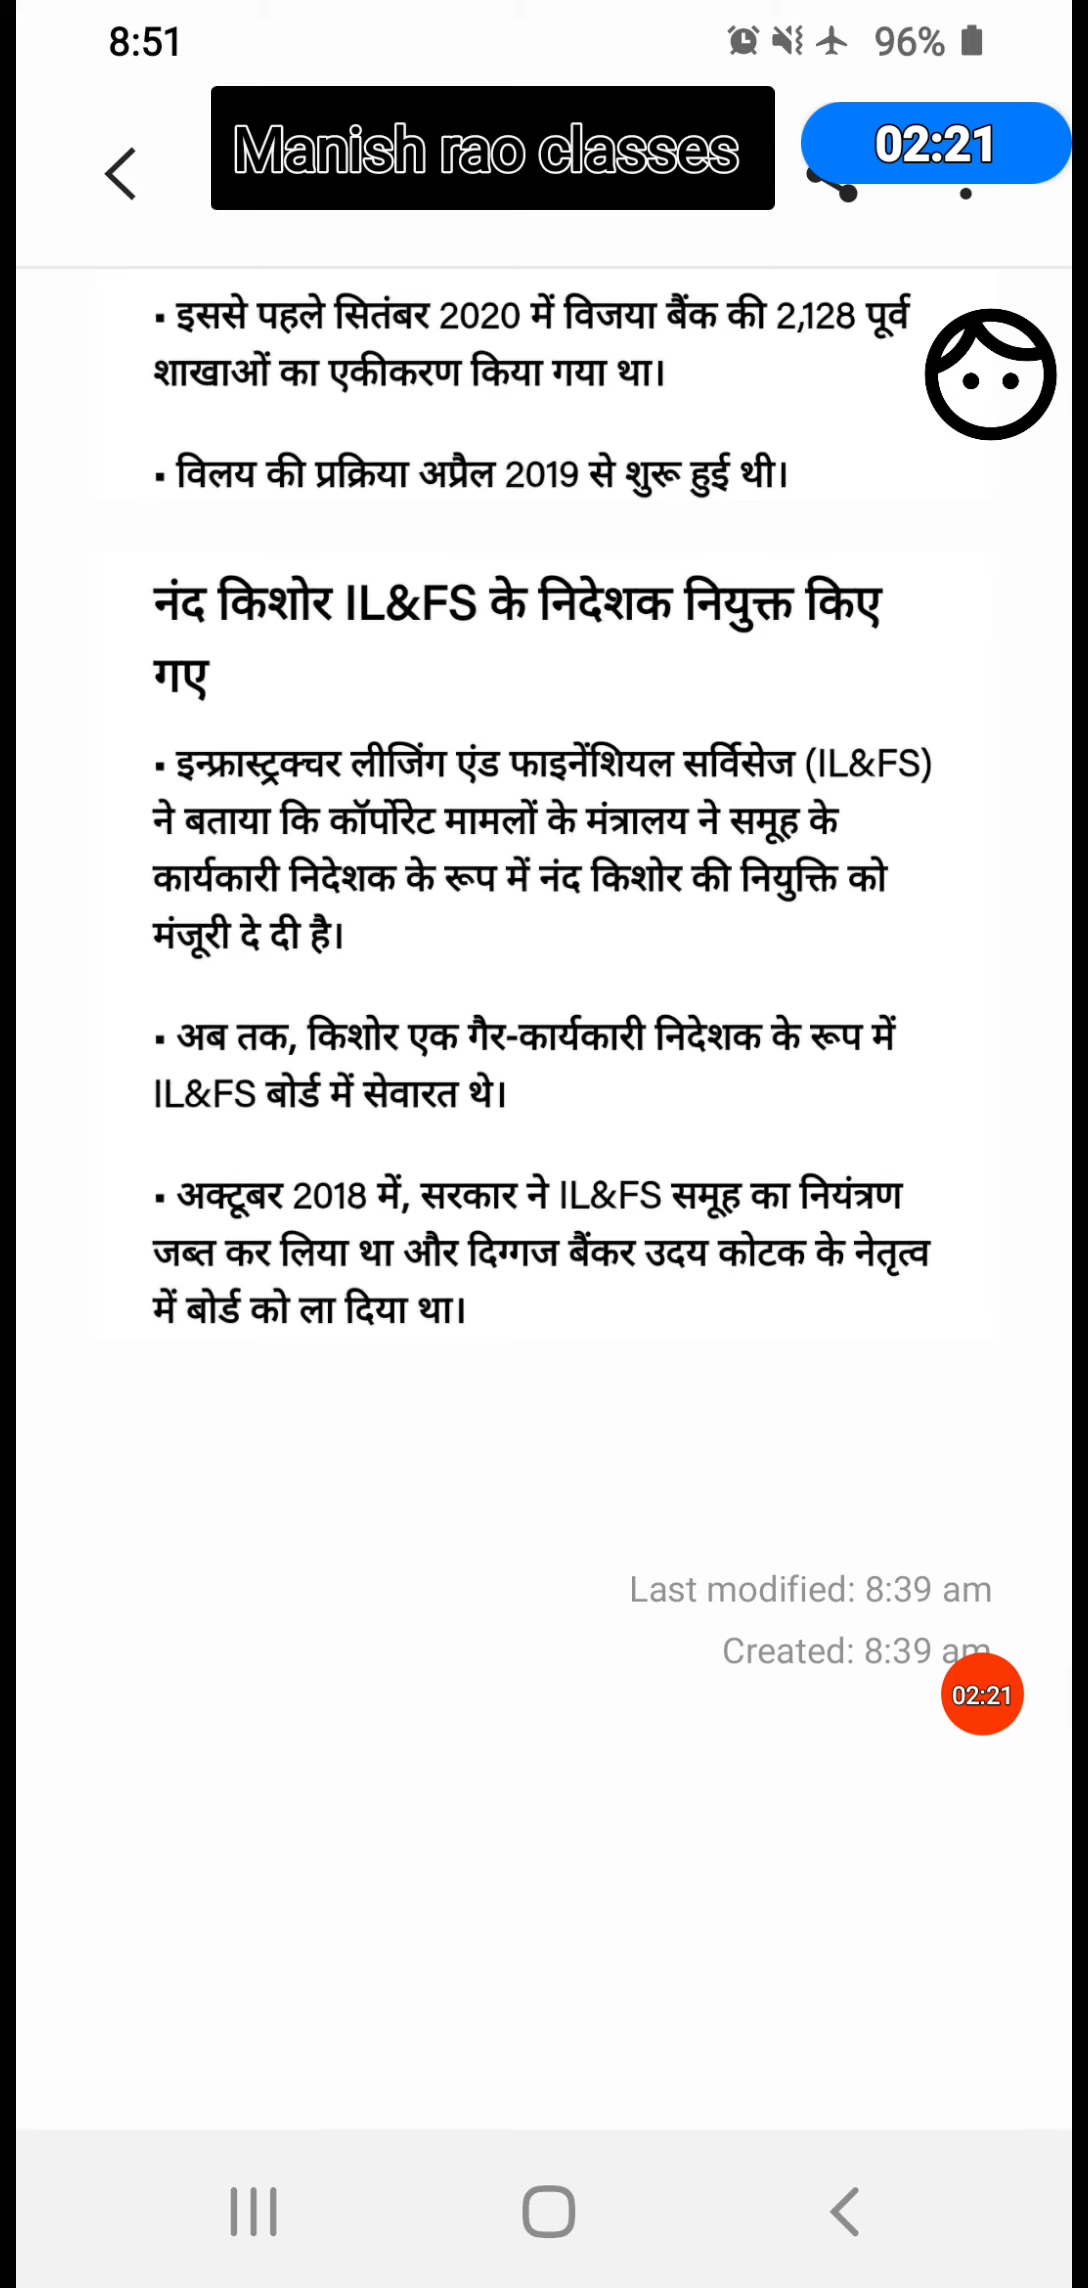 8:51
96%
Manish rao classes
02:21
▪ इससे पहले सितंबर 2020 में विजया बैंक की 2,128 पूर्व
शाखाओं का एकीकरण किया गया था।
▪ विलय की प्रक्रिया अप्रैल 2019 से शुरू हुई थी।
नंद किशोर IL&FS के निदेशक नियुक्त किए
गए
▪ इन्फ्रास्ट्रक्चर लीजिंग एंड फाइनेंशियल सर्विसेज (IL&FS)
ने बताया कि कॉर्पोरेट मामलों के मंत्रालय ने समूह के
कार्यकारी निदेशक के रूप में नंद किशोर की नियुक्ति को
मंजूरी दे दी है।
▪ अब तक, किशोर एक गैर-कार्यकारी निदेशक के रूप में
IL&FS बोर्ड में सेवारत थे।
▪ अक्टूबर 2018 में, सरकार ने IL&FS समूह का नियंत्रण
जब्त कर लिया था और दिग्गज बैंकर उदय कोटक के नेतृत्व
में बोर्ड को ला दिया था।
Last modified: 8:39 am
Created: 8:39 am
02:21